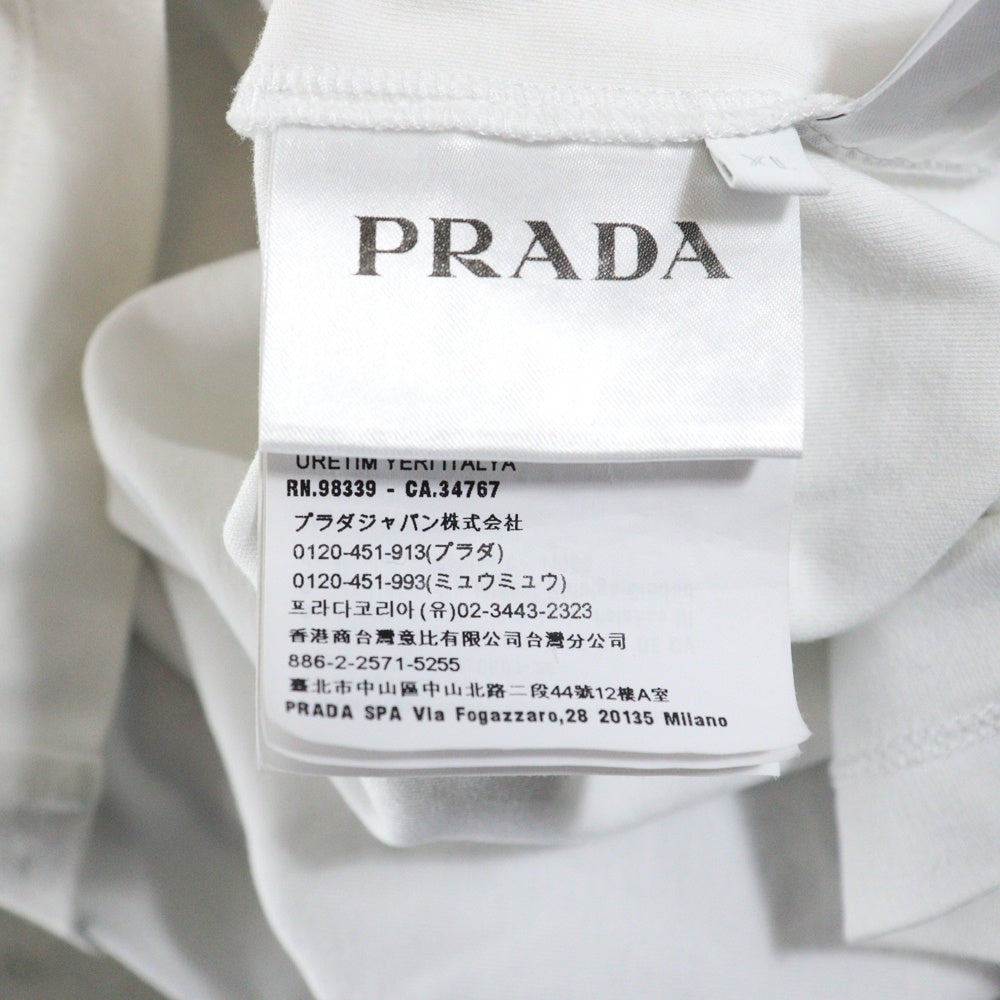 XL
PRADA
URETIM YERI ITALYA
RN.98339 - CA.34767
プラダジャパン株式会社
0120-451-913(プラダ)
0120-451-993(ミュウミュウ)
프라다코리아(유)02-3443-2323
香港商台灣意比有限公司台灣分公司
886-2-2571-5255
臺北市中山區中山北路二段44號12樓A室
PRADA SPA Via Fogazzaro,28 20135 Milano